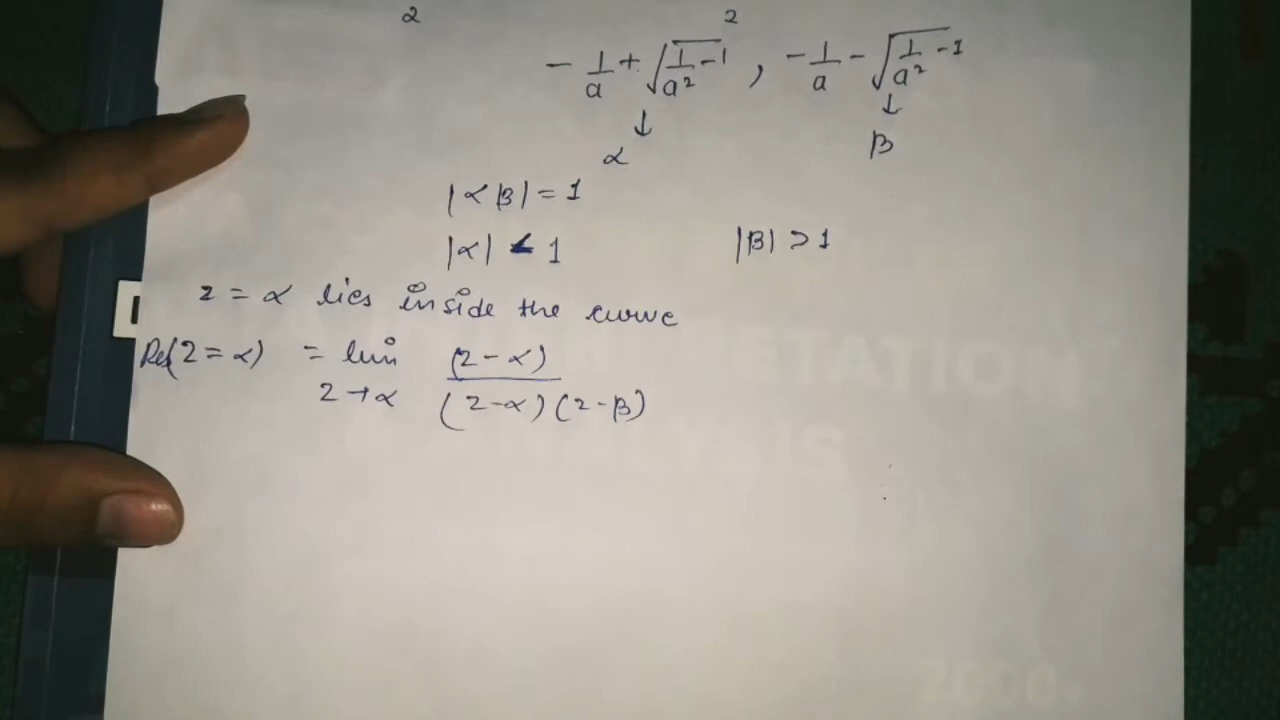 2 2
- 1/a + √(1/a² - 1) , - 1/a - √(1/a² - 1)
↓ ↓
α β
|αβ| = 1
|α| < 1 |β| > 1
z = α lies inside the curve
Res(z = α) = lim z→α (z - α) / (z - α)(z - β)